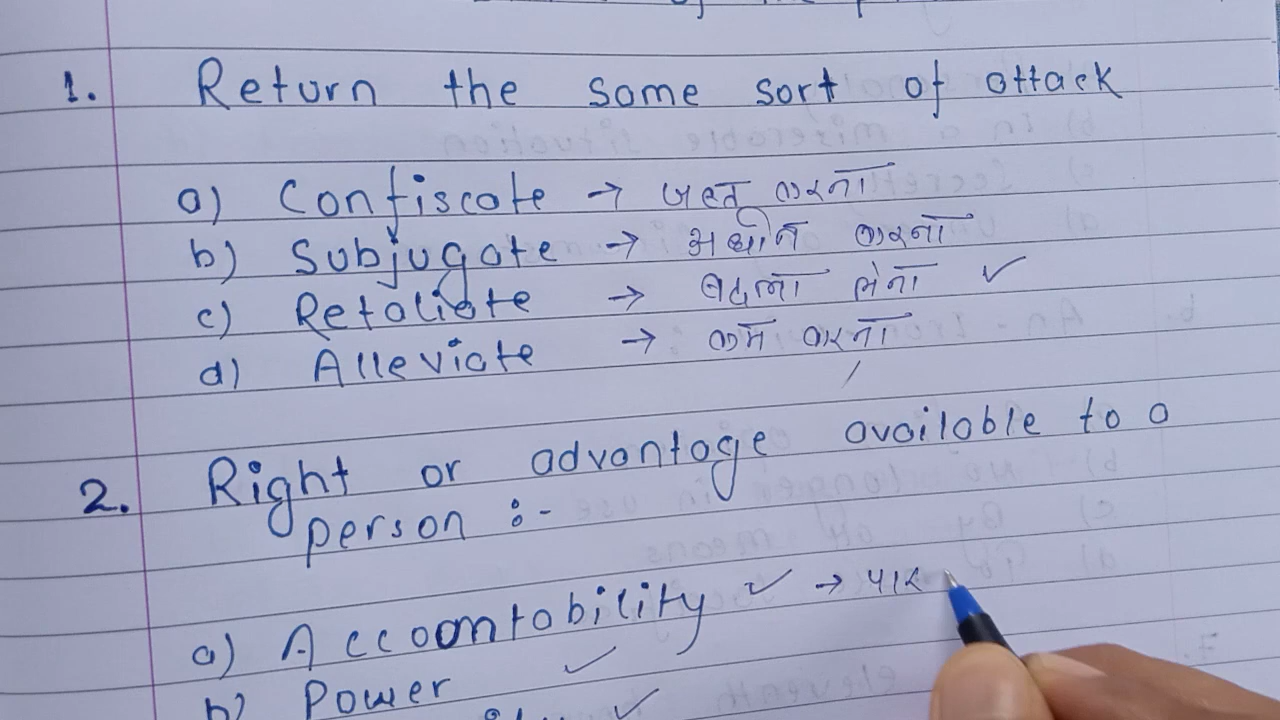 1. Return the same sort of attack
a) Confiscate → जब्त करना
b) Subjugate → अधीन करना
c) Retaliate → बदला लेना ✓
d) Alleviate → कम करना
2. Right or advantage available to a
person :-
a) Accountability ✓ → पार
b) Power ✓